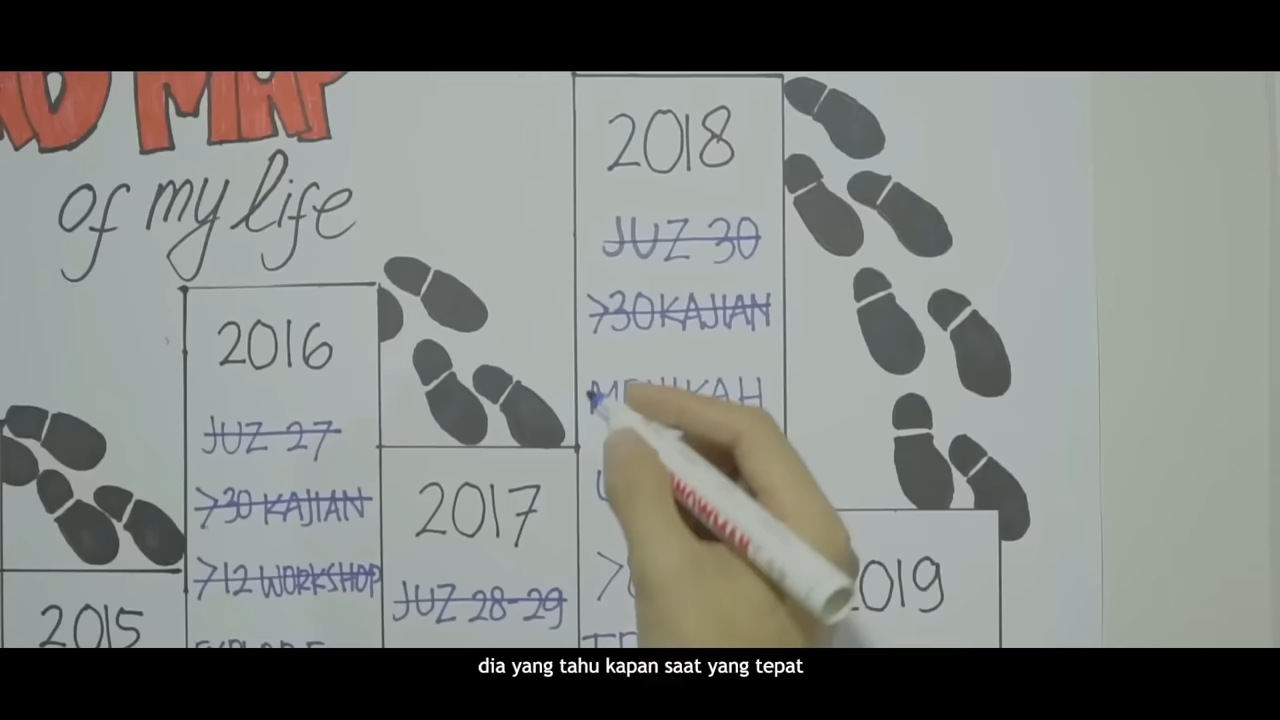 MAP
of my life
2018
JUZ 30
>30 KAJIAN
MENIKAH
2016
JUZ 27
>30 KAJIAN
>12 WORKSHOP
2017
JUZ 28-29
2015
2019
SNOWMAN
dia yang tahu kapan saat yang tepat